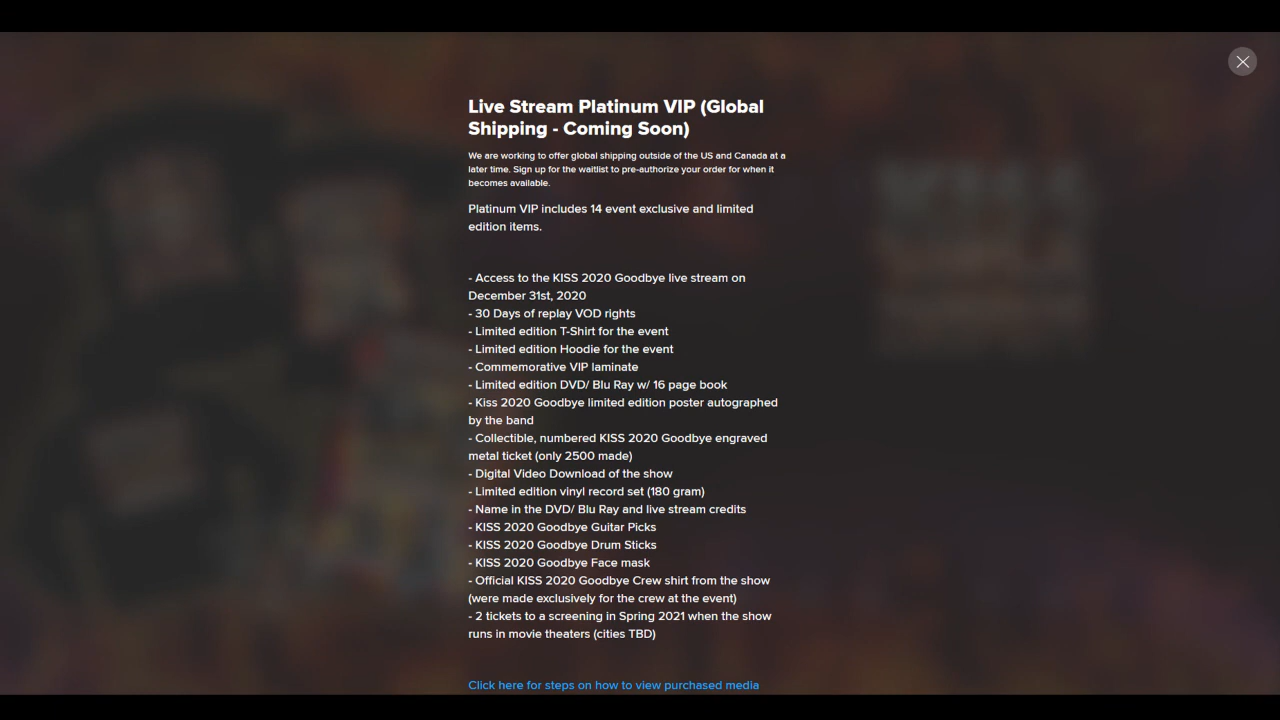 Live Stream Platinum VIP (Global
Shipping - Coming Soon)
We are working to offer global shipping outside of the US and Canada at a
later time. Sign up for the waitlist to pre-authorize your order for when it
becomes available.
Platinum VIP includes 14 event exclusive and limited
edition items.
- Access to the KISS 2020 Goodbye live stream on
December 31st, 2020
- 30 Days of replay VOD rights
- Limited edition T-Shirt for the event
- Limited edition Hoodie for the event
- Commemorative VIP laminate
- Limited edition DVD/ Blu Ray w/ 16 page book
- Kiss 2020 Goodbye limited edition poster autographed
by the band
- Collectible, numbered KISS 2020 Goodbye engraved
metal ticket (only 2500 made)
- Digital Video Download of the show
- Limited edition vinyl record set (180 gram)
- Name in the DVD/ Blu Ray and live stream credits
- KISS 2020 Goodbye Guitar Picks
- KISS 2020 Goodbye Drum Sticks
- KISS 2020 Goodbye Face mask
- Official KISS 2020 Goodbye Crew shirt from the show
(were made exclusively for the crew at the event)
- 2 tickets to a screening in Spring 2021 when the show
runs in movie theaters (cities TBD)
Click here for steps on how to view purchased media